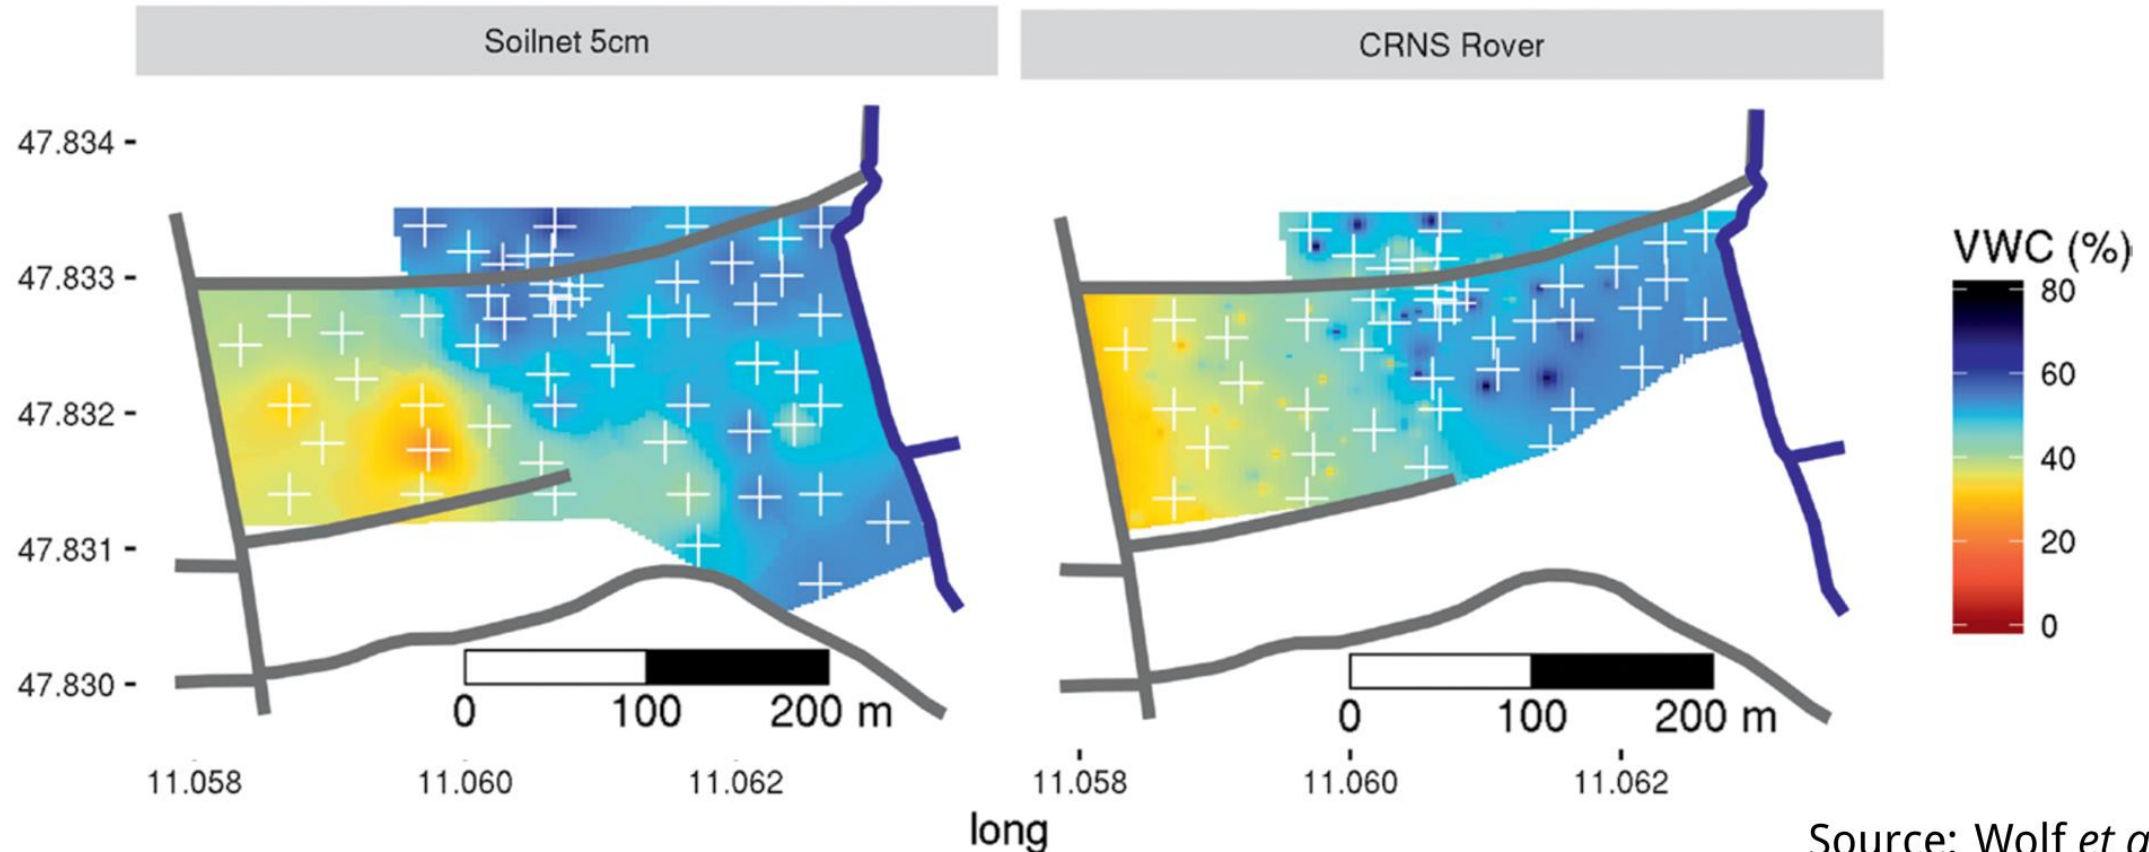 Soilnet 5cm
CRNS Rover
47.834
47.833
47.832
47.831
47.830
VWC (%)
80
60
40
20
0
0 100 200 m
0 100 200 m
11.058 11.060 11.062
11.058 11.060 11.062
long
Source: Wolf et a